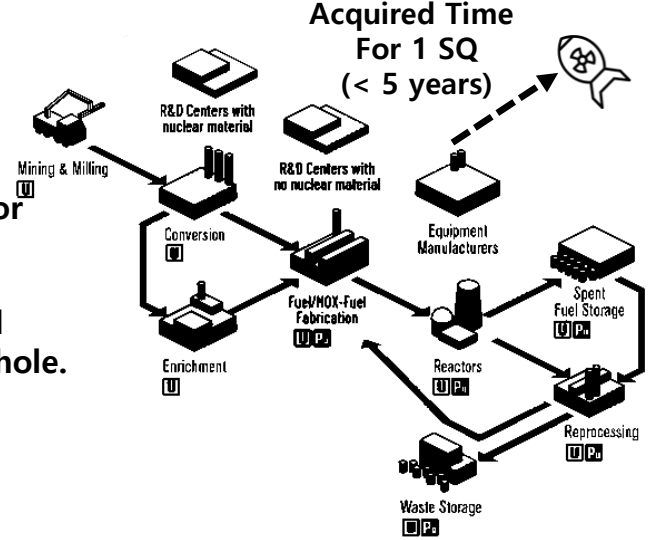 Acquired Time
For 1 SQ
(< 5 years)
R&D Centers with
nuclear material
R&D Centers with
no nuclear material
Mining & Milling
U
or
Conversion
U
Equipment
Manufacturers
Fuel/MOX-Fuel
Fabrication
U Pu
Spent
Fuel Storage
U Pu
hole.
Enrichment
U
Reactors
U Pu
Reprocessing
U Pu
Waste Storage
U Pu